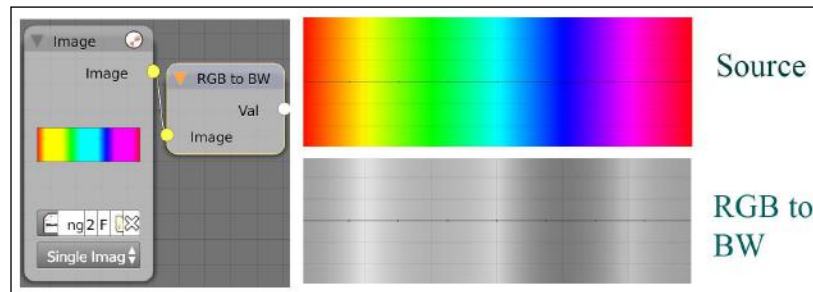 Image
Image
ng 2 F
Single Imag
RGB to BW
Val
Image
Source
RGB to
BW